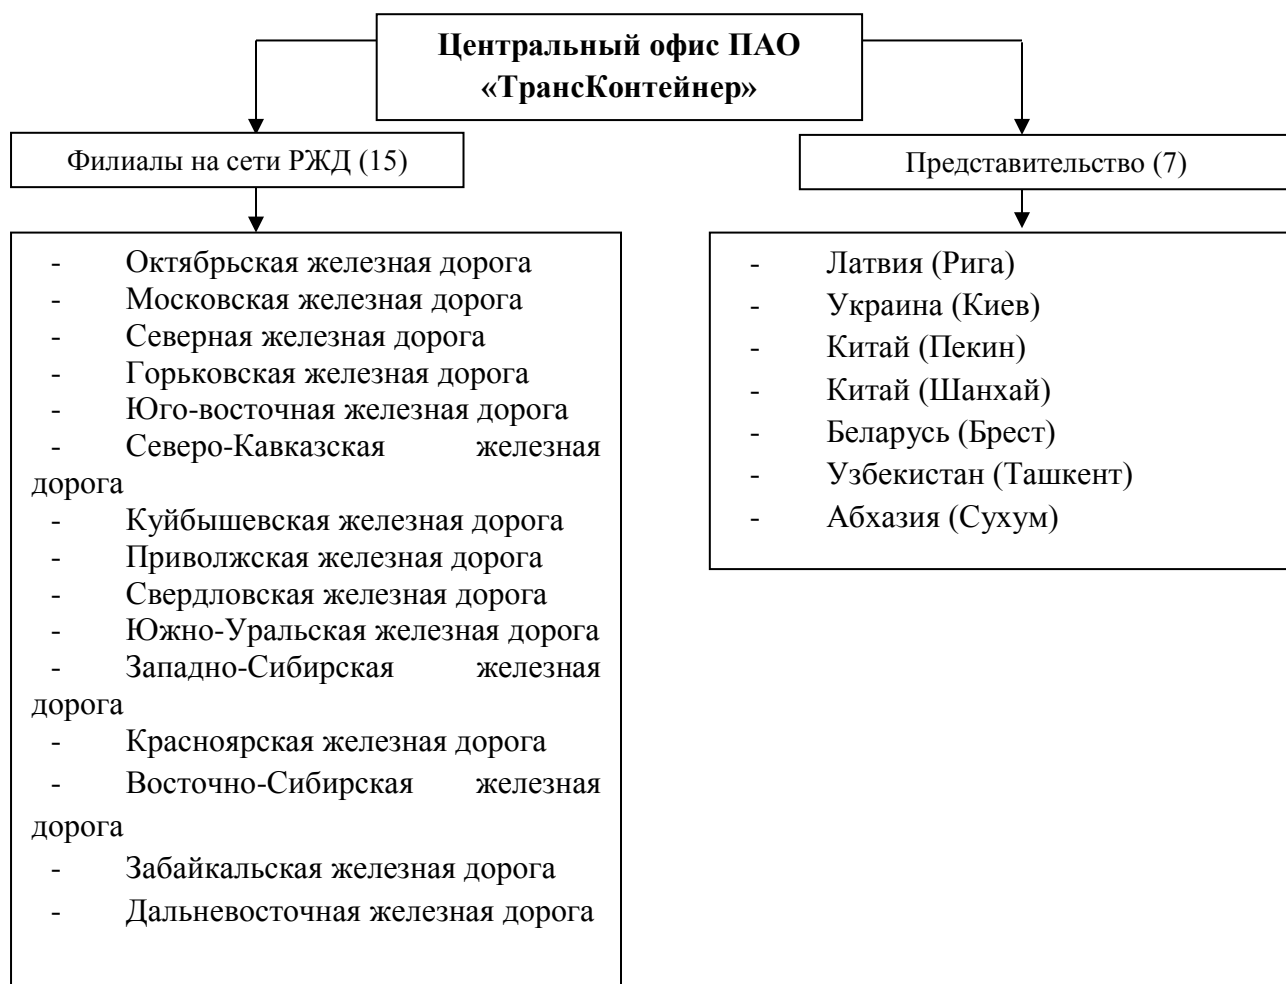 Центральный офис ПАО
«ТрансКонтейнер»
Филиалы на сети РЖД (15)
Представительство (7)
- Октябрьская железная дорога
- Московская железная дорога
- Северная железная дорога
- Горьковская железная дорога
- Юго-восточная железная дорога
- Северо-Кавказская железная
дорога
- Куйбышевская железная дорога
- Приволжская железная дорога
- Свердловская железная дорога
- Южно-Уральская железная дорога
- Западно-Сибирская железная
дорога
- Красноярская железная дорога
- Восточно-Сибирская железная
дорога
- Забайкальская железная дорога
- Дальневосточная железная дорога
- Латвия (Рига)
- Украина (Киев)
- Китай (Пекин)
- Китай (Шанхай)
- Беларусь (Брест)
- Узбекистан (Ташкент)
- Абхазия (Сухум)